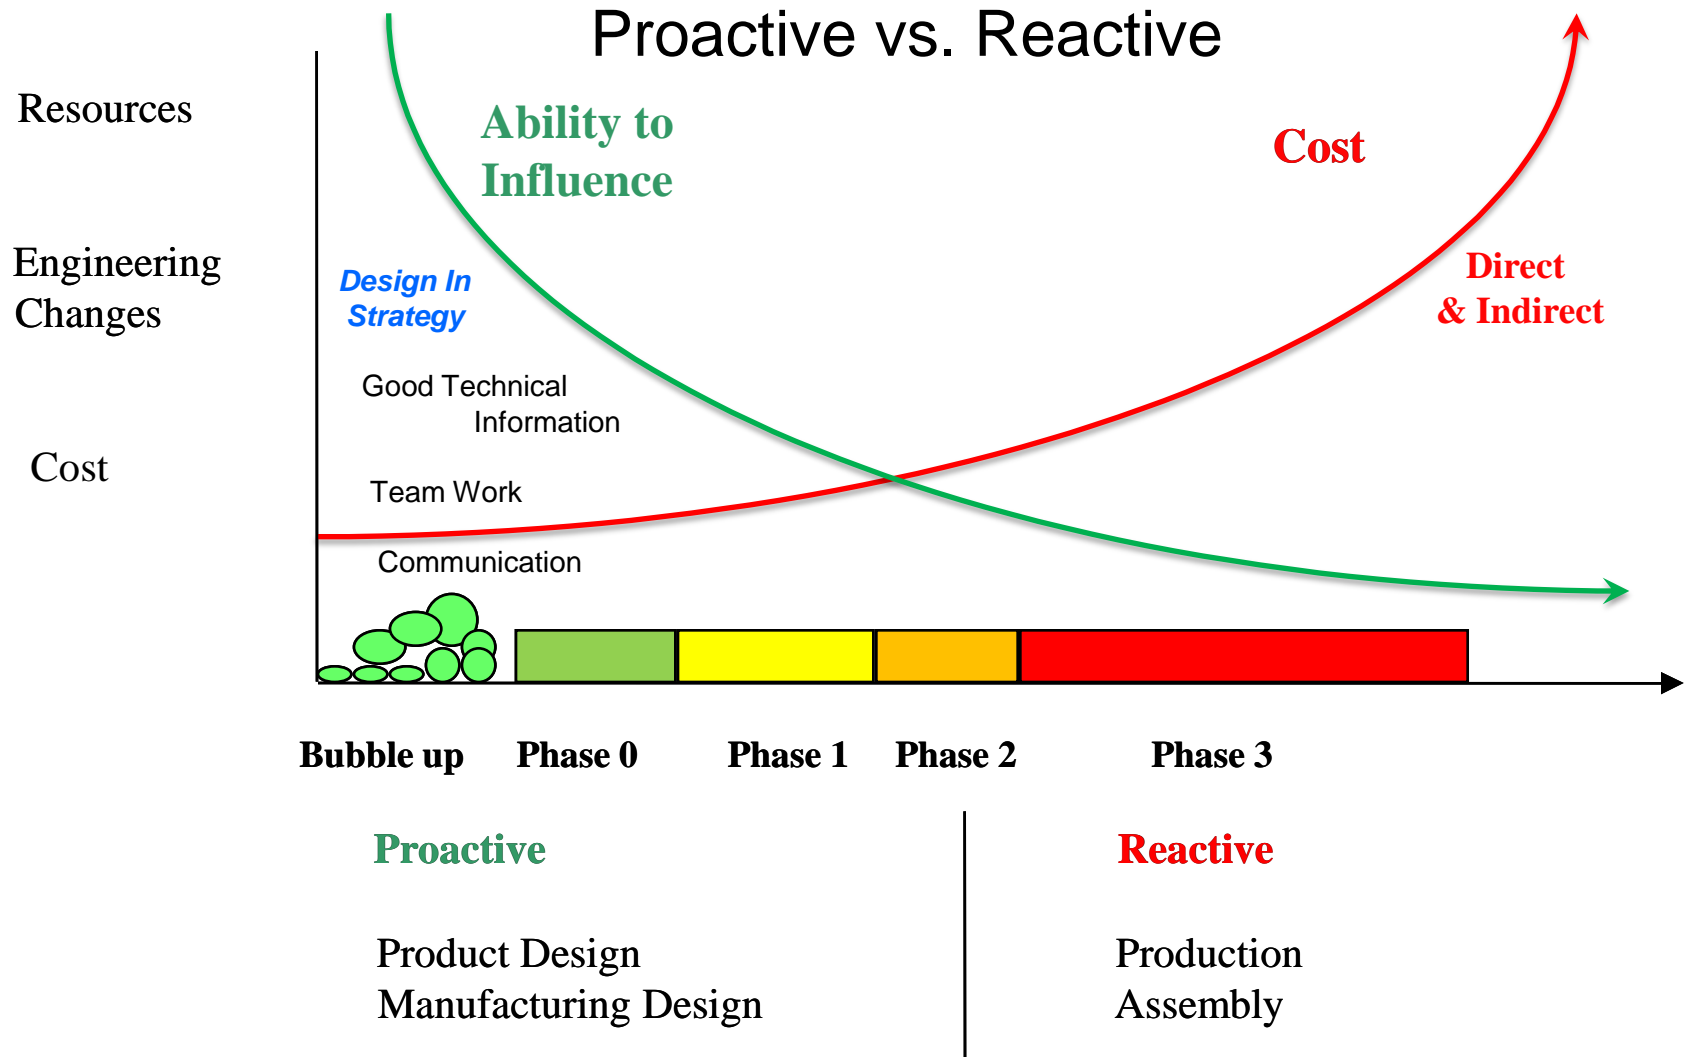 Proactive vs. Reactive
Resources
Ability to
Influence
Cost
Engineering
Changes
Design In
Strategy
Direct
& Indirect
Good Technical
Information
Cost
Team Work
Communication
Bubble up
Phase 0
Phase 1
Phase 2
Phase 3
Proactive
Reactive
Product Design
Manufacturing Design
Production
Assembly